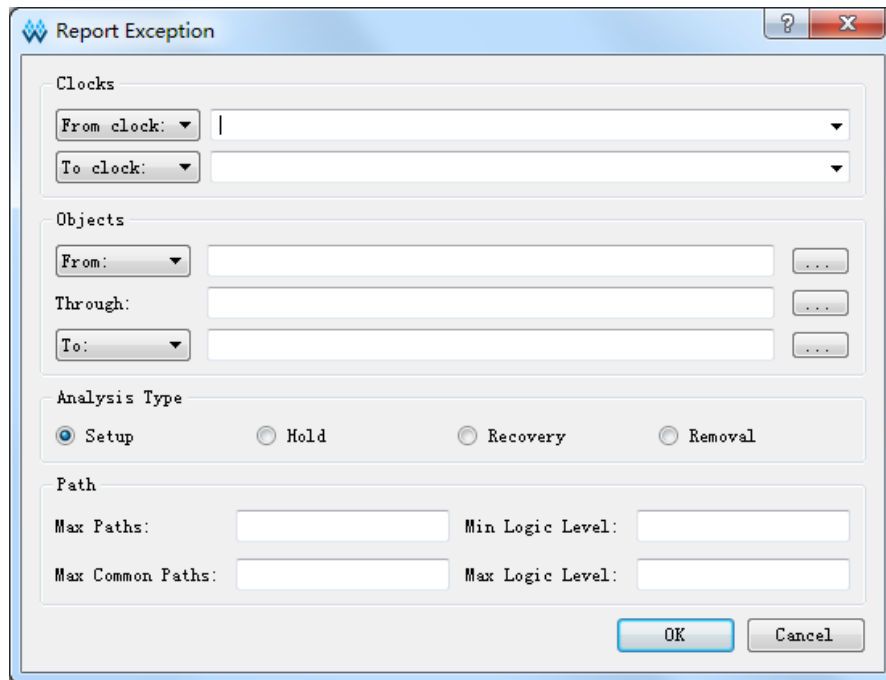 Report Exception
Clocks
From clock:
To clock:
Objects
From: ...
Through: ...
To: ...
Analysis Type
Setup Hold Recovery Removal
Path
Max Paths: Min Logic Level:
Max Common Paths: Max Logic Level:
OK Cancel